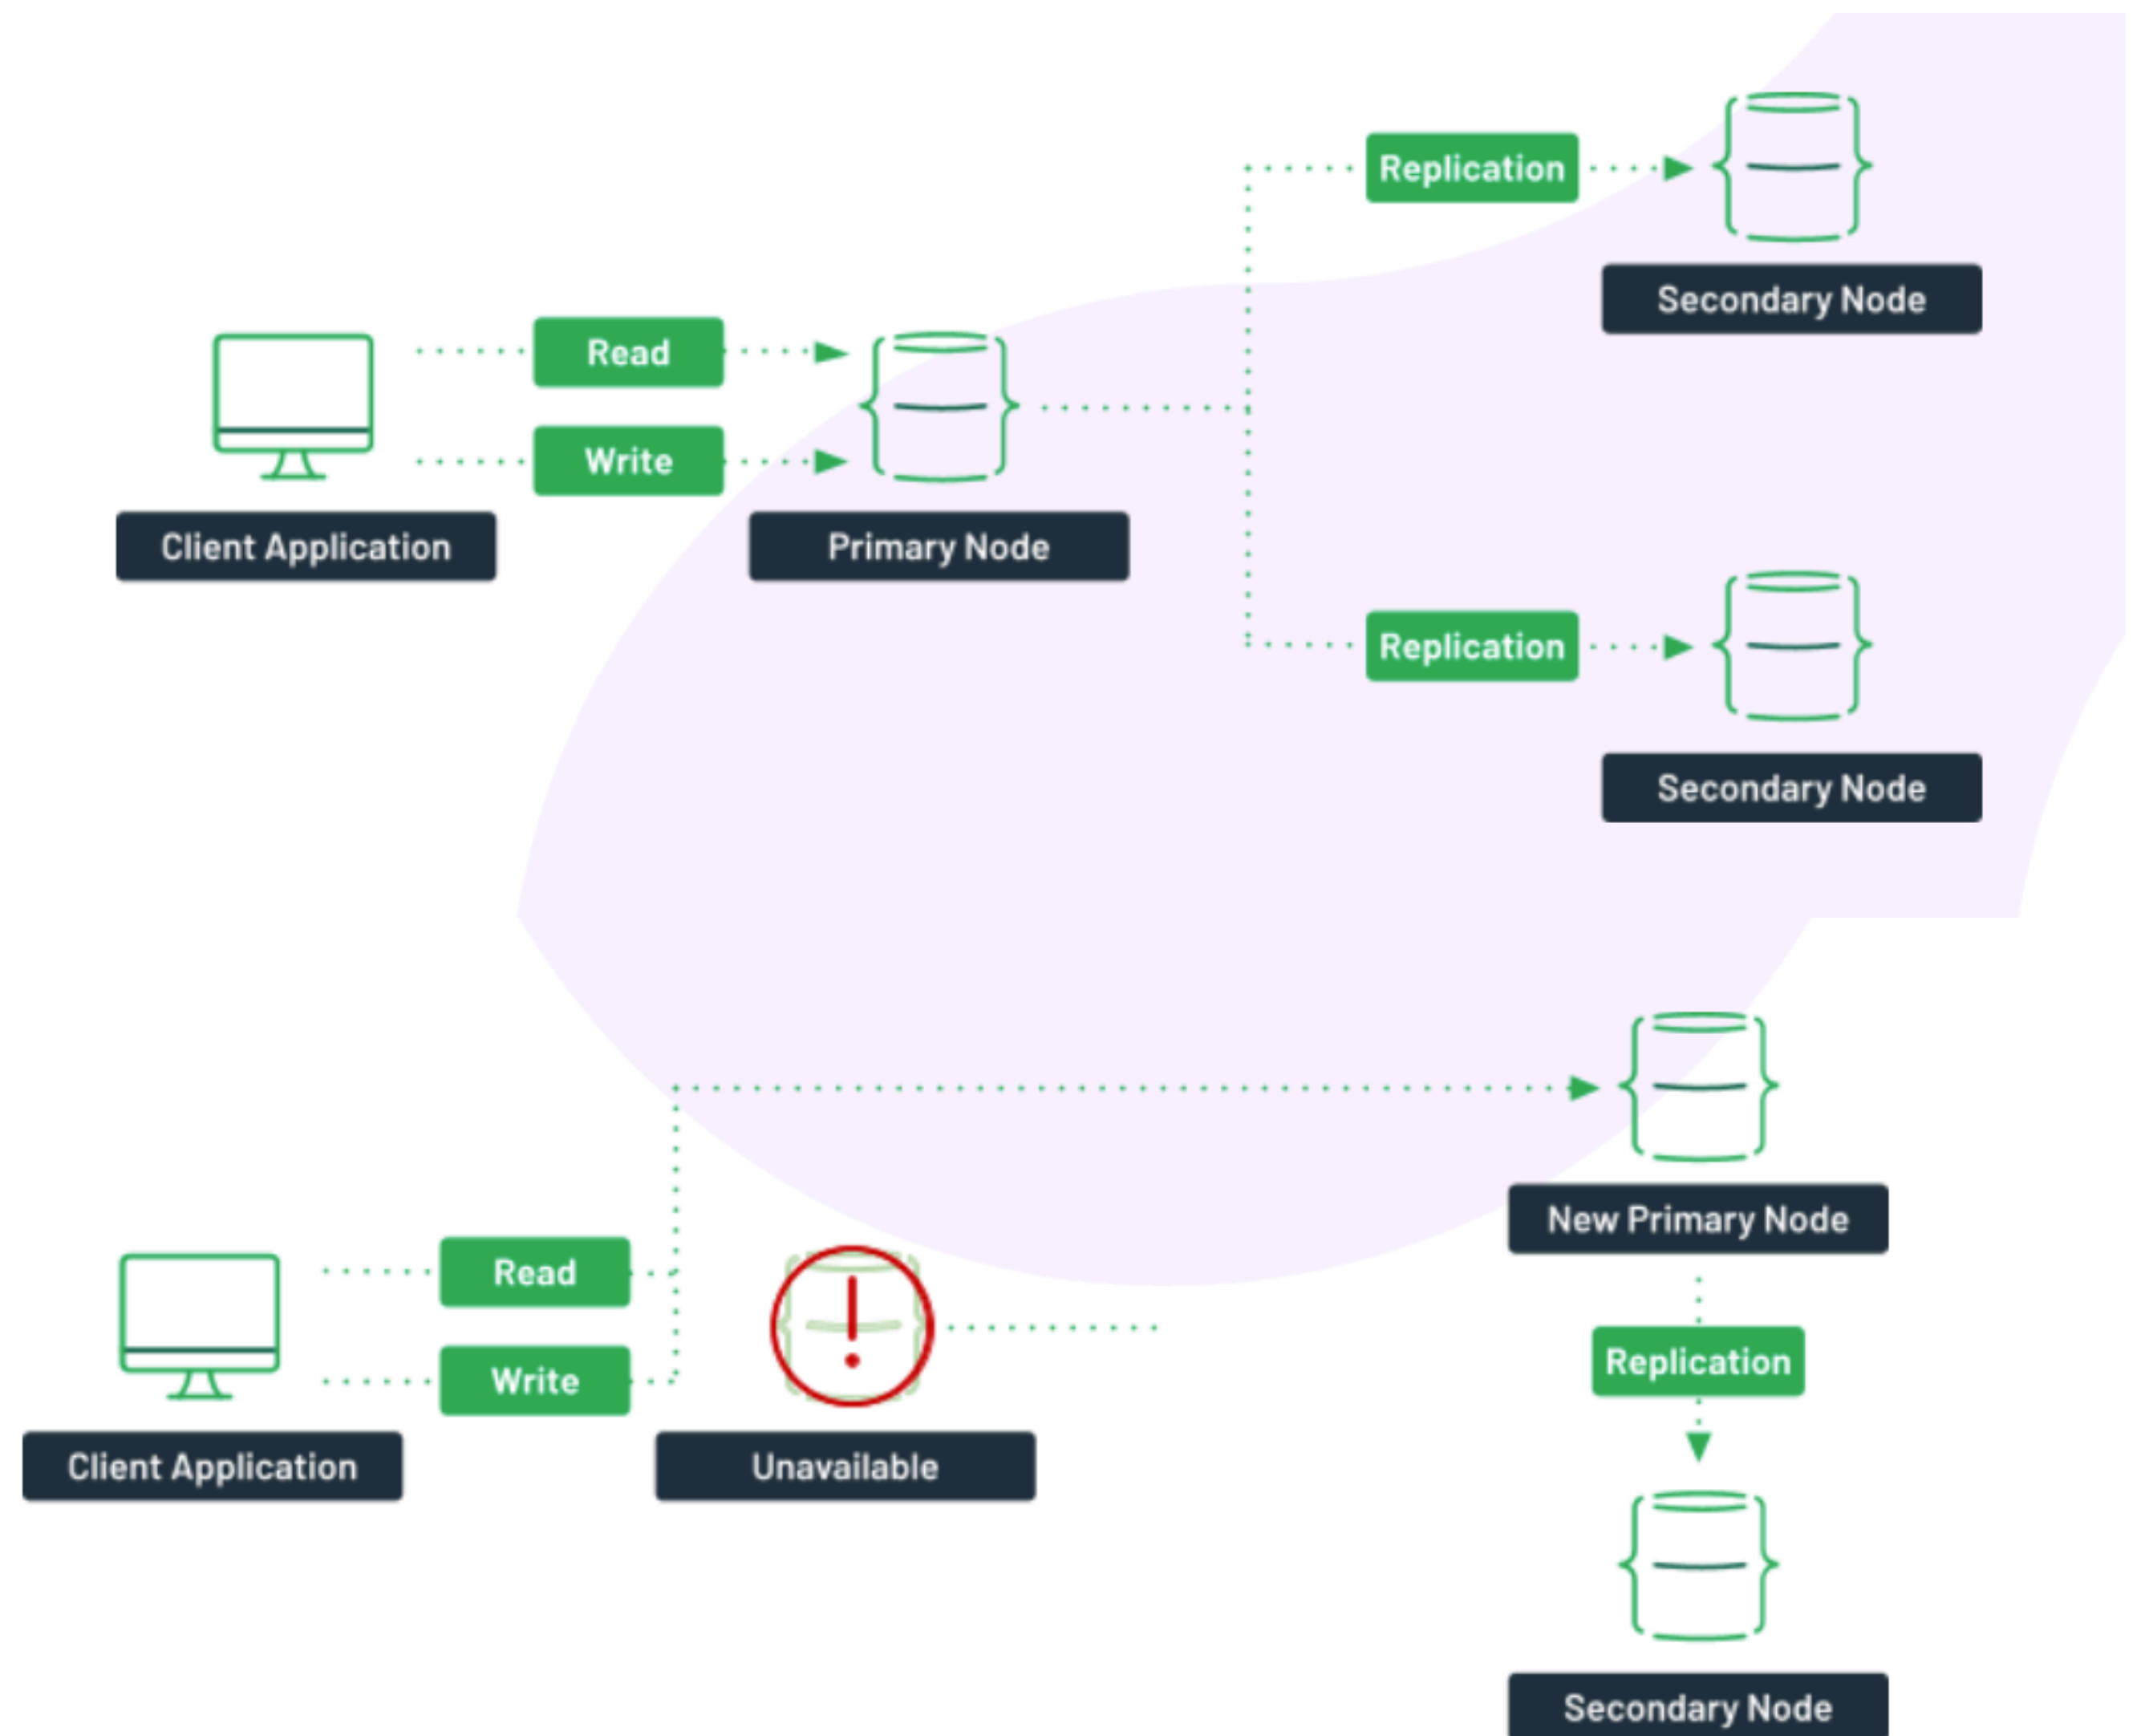 Replication
Secondary Node
Read
Write
Client Application
Primary Node
Replication
Secondary Node
New Primary Node
Read
Write
Client Application
Unavailable
Replication
Secondary Node